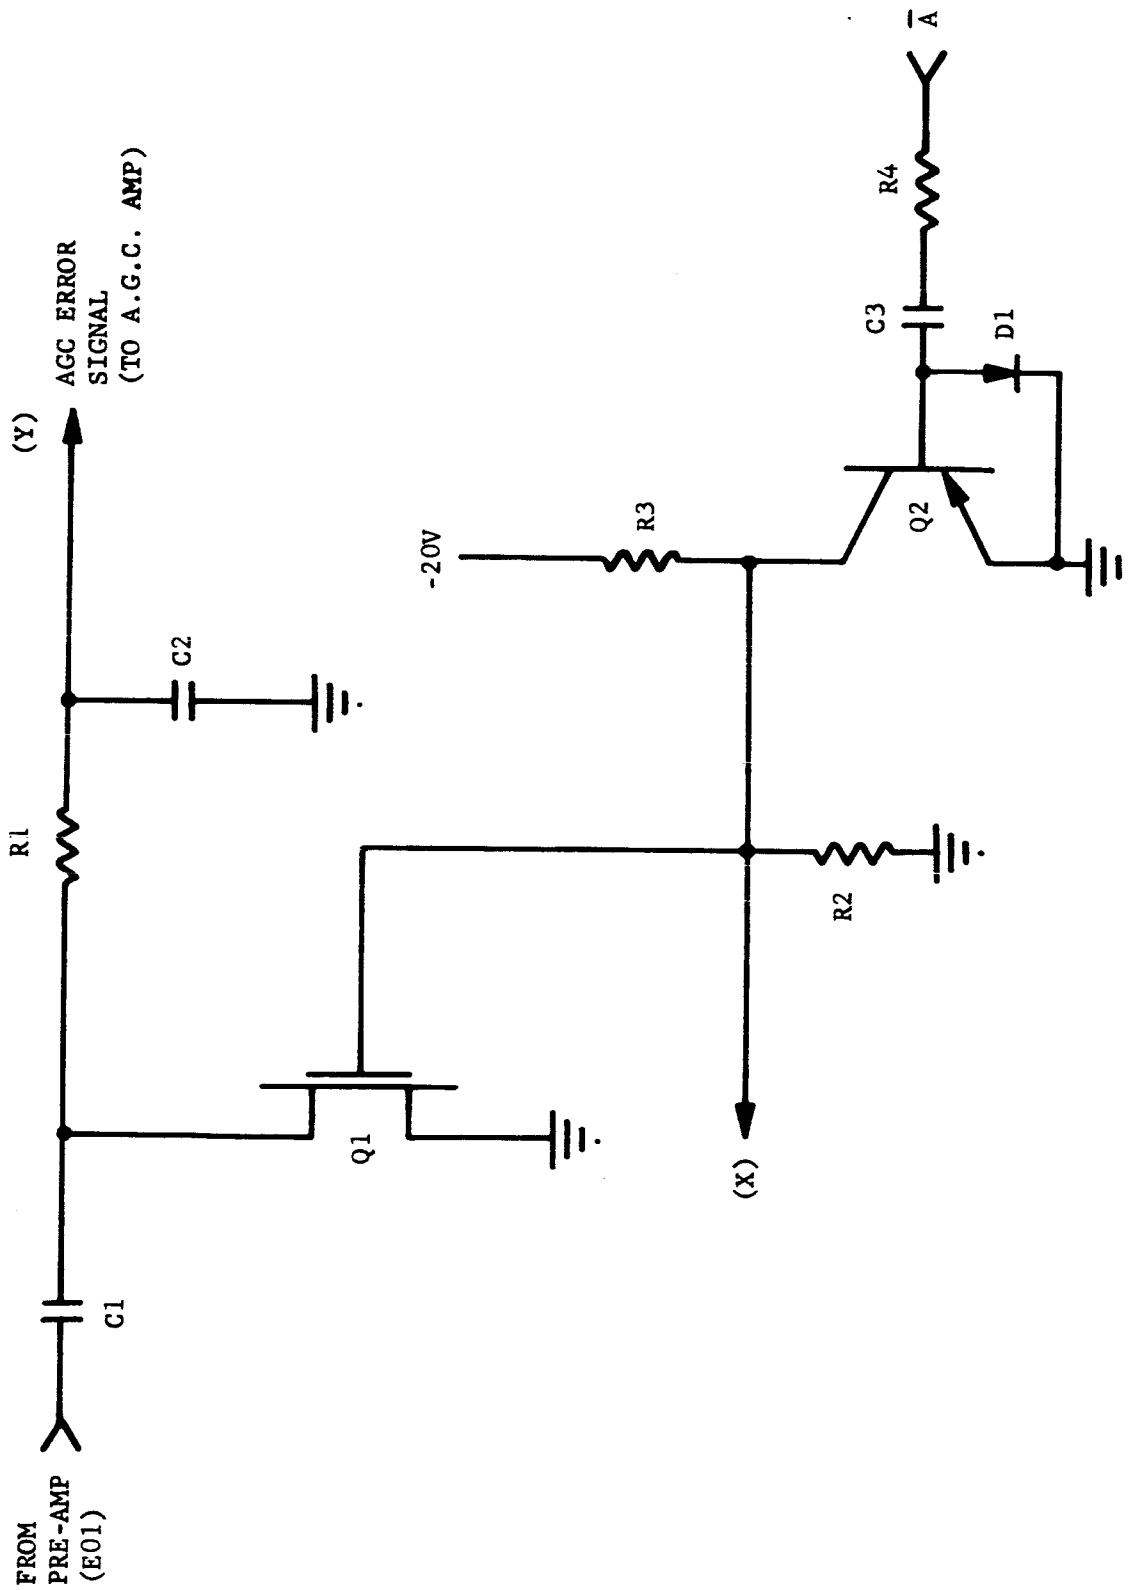 FROM
PRE-AMP
(E01)
C1
R1
(Y)
AGC ERROR
SIGNAL
(TO A.G.C. AMP)
C2
Q1
-20V
R3
(X)
R2
Q2
C3
R4
A̅
D1